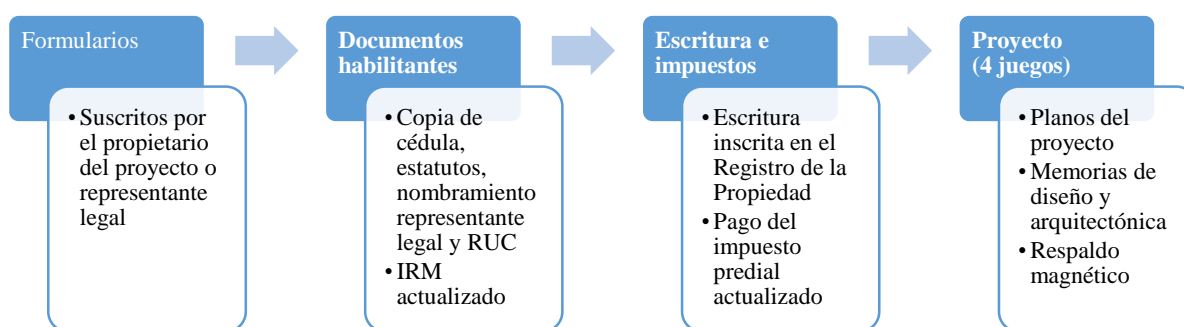 Formularios
• Suscritos por
el propietario
del proyecto o
representante
legal
Documentos
habilitantes
• Copia de
cédula,
estatutos,
nombramiento
representante
legal y RUC
• IRM
actualizado
Escritura e
impuestos
• Escritura
inscrita en el
Registro de la
Propiedad
• Pago del
impuesto
predial
actualizado
Proyecto
(4 juegos)
• Planos del
proyecto
• Memorias de
diseño y
arquitectónica
• Respaldo
magnético